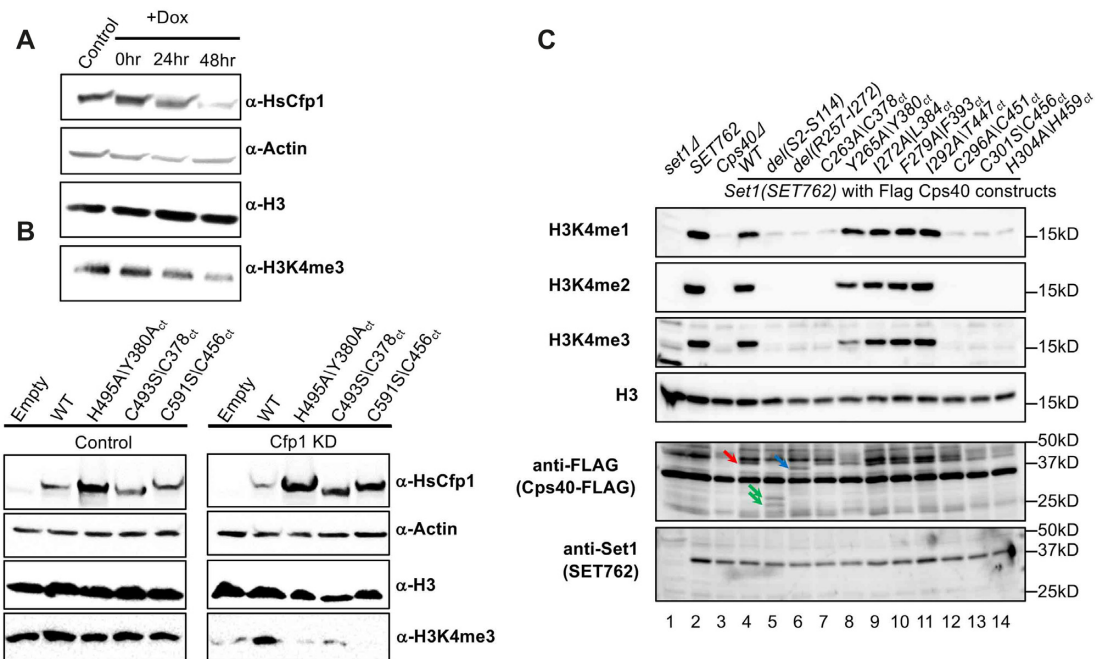 A
+Dox
Control
0hr 24hr 48hr
α-HsCfp1
α-Actin
α-H3
B
α-H3K4me3
Empty
WT
H495A\Y380Act
C493S\C378ct
C591S\C456ct
Control
Empty
WT
H495A\Y380Act
C493S\C378ct
C591S\C456ct
Cfp1 KD
α-HsCfp1
α-Actin
α-H3
α-H3K4me3
C
set1Δ
SET762
Cps40Δ
WT
del(S2-S114)
del(R257-I272)
C263A\C378ct
Y265A\Y380ct
I272A\L384ct
F279A\F393ct
I292A\T447ct
C296A\C451ct
C301S\C456ct
H304A\H459ct
Set1(SET762) with Flag Cps40 constructs
H3K4me1
15kD
H3K4me2
15kD
H3K4me3
15kD
H3
15kD
50kD
anti-FLAG
(Cps40-FLAG)
37kD
25kD
50kD
anti-Set1
(SET762)
37kD
25kD
1 2 3 4 5 6 7 8 9 10 11 12 13 14